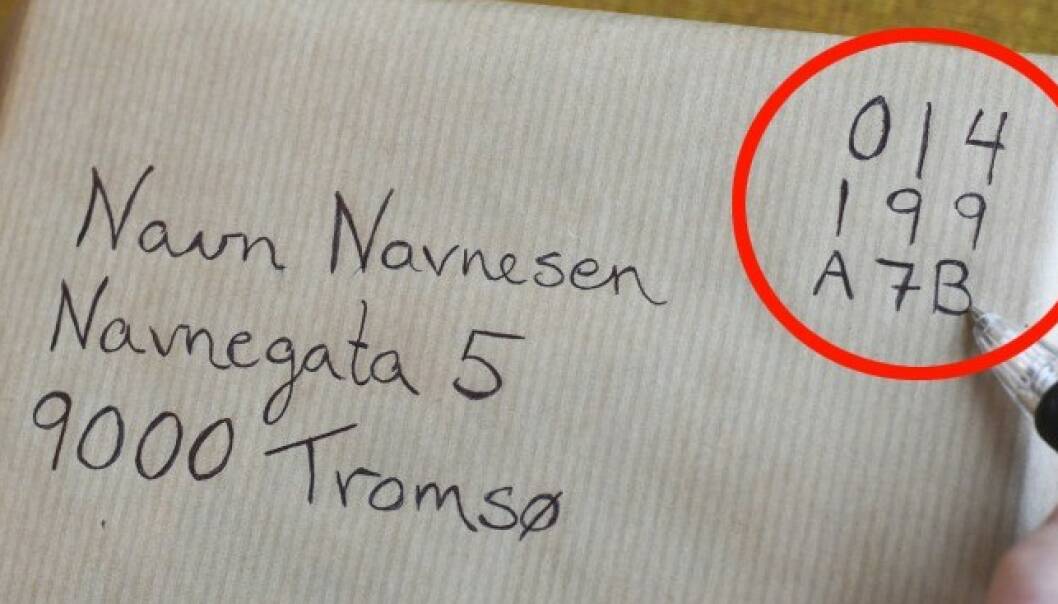 Navn Navnesen
Navnegata 5
9000 Tromsø
014
199
A7B